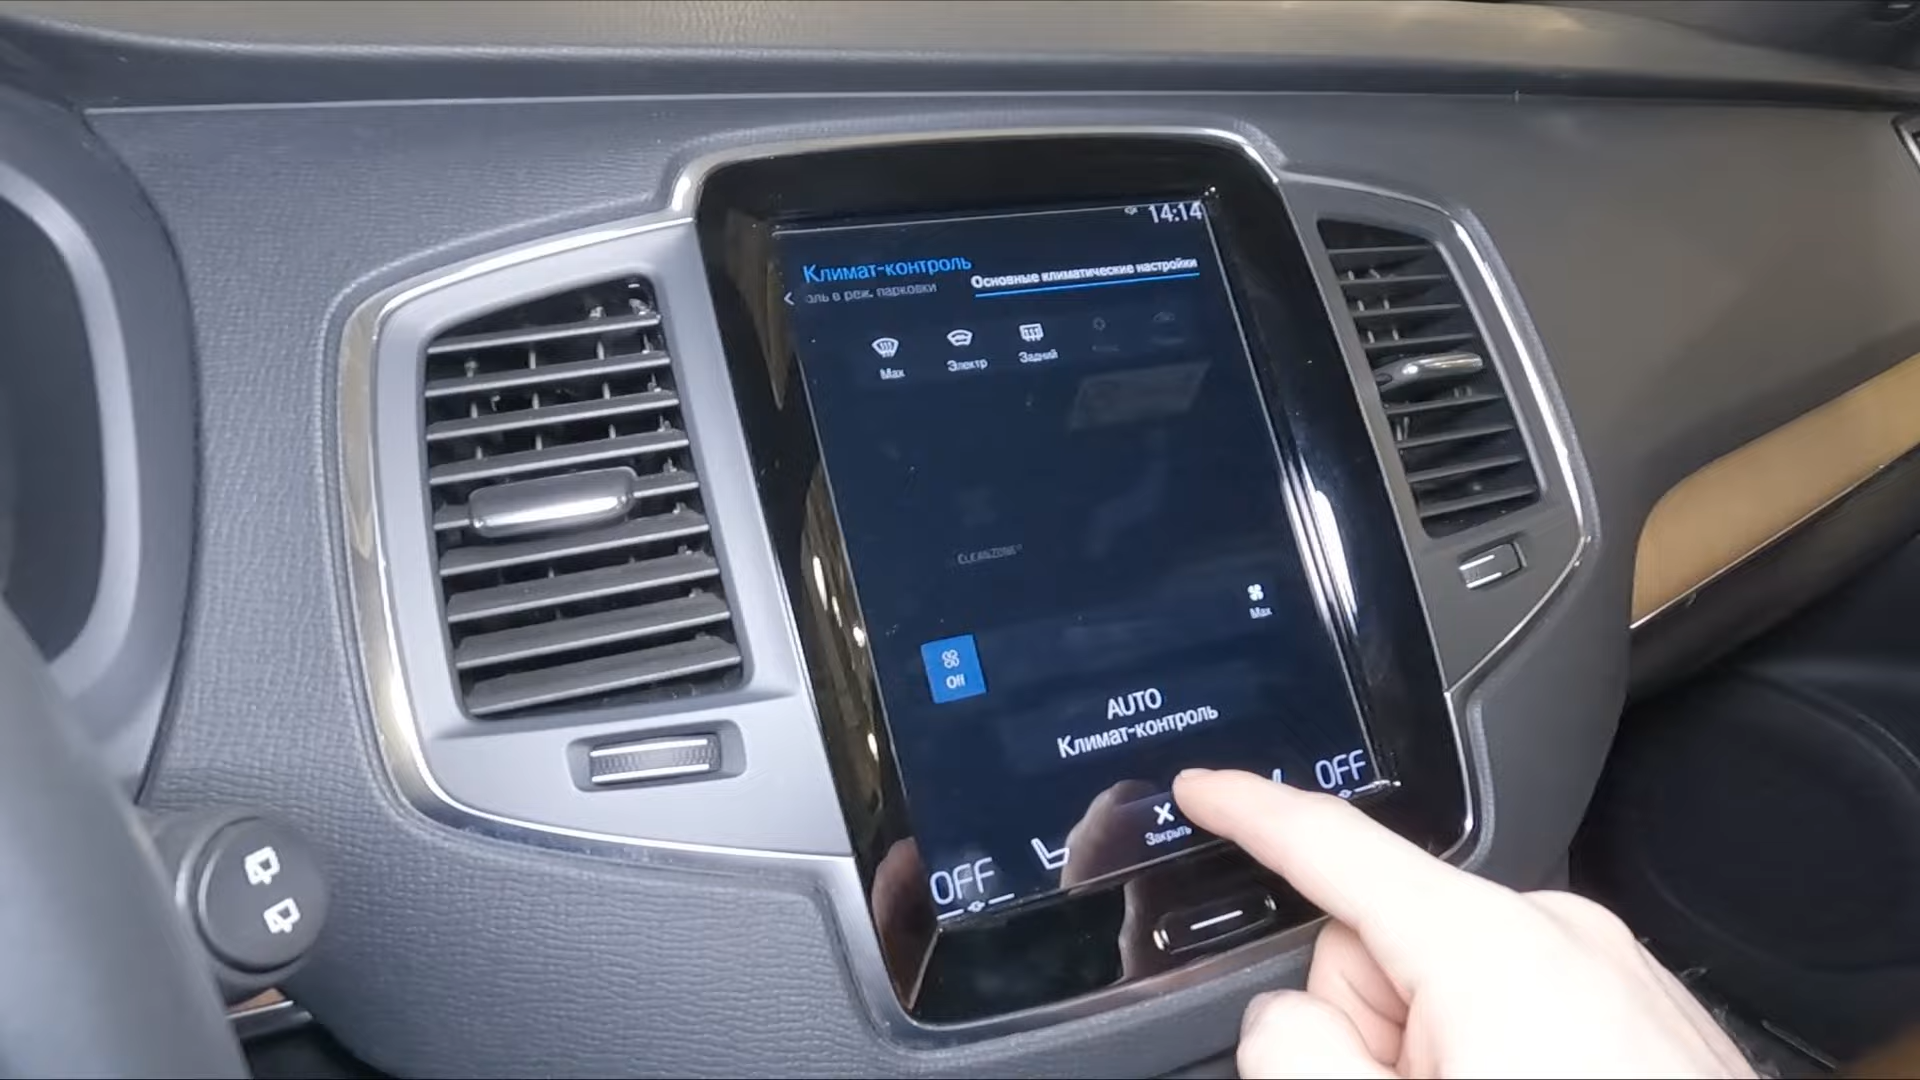 14:14
Климат-контроль
оль в реж. парковки
Основные климатические настройки
Max
Электр
Задний
CLEANZONE®
Max
Off
AUTO
Климат-контроль
OFF
Закрыть
OFF